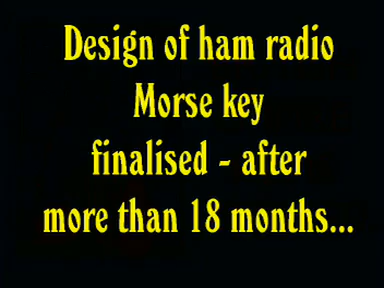 Design of ham radio
Morse key
finalised - after
more than 18 months...